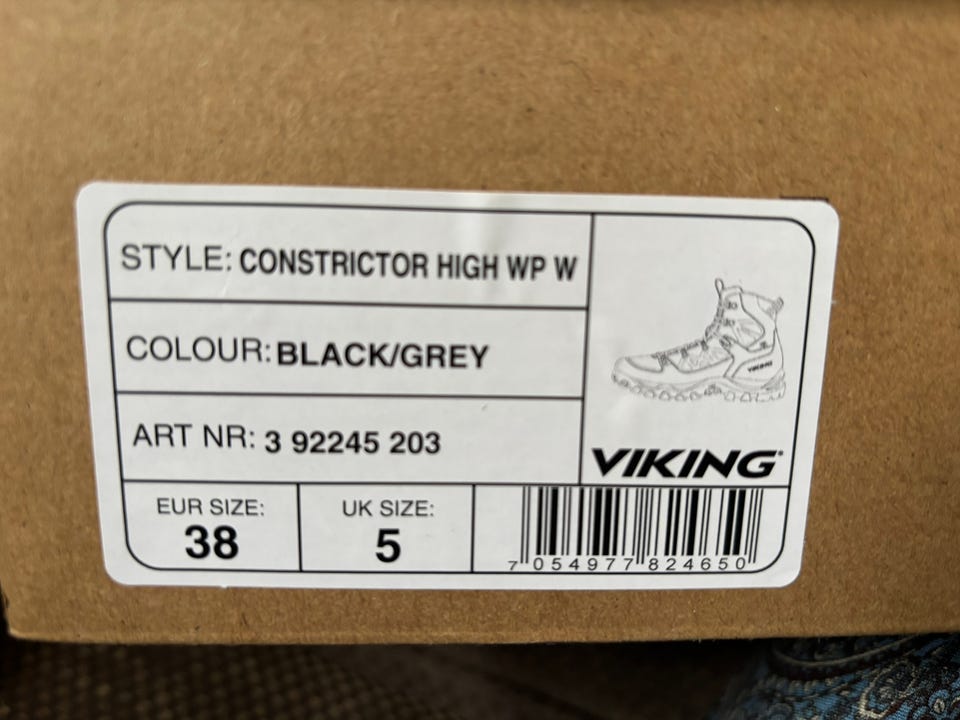 STYLE: CONSTRICTOR HIGH WP W
COLOUR: BLACK/GREY
ART NR: 3 92245 203
VIKING
VIKING®
EUR SIZE:
38
UK SIZE:
5
7 054977 824650